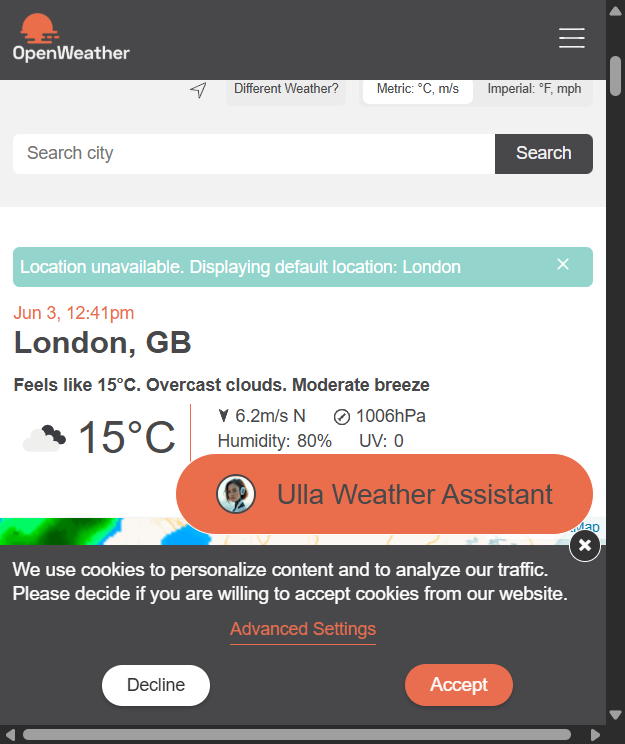 OpenWeather
Different Weather?
Metric: °C, m/s
Imperial: °F, mph
Search city
Search
Location unavailable. Displaying default location: London
Jun 3, 12:41pm
London, GB
Feels like 15°C. Overcast clouds. Moderate breeze
15°C
6.2m/s N
1006hPa
Humidity: 80%
UV: 0
Ulla Weather Assistant
Map
We use cookies to personalize content and to analyze our traffic.
Please decide if you are willing to accept cookies from our website.
Advanced Settings
Decline
Accept